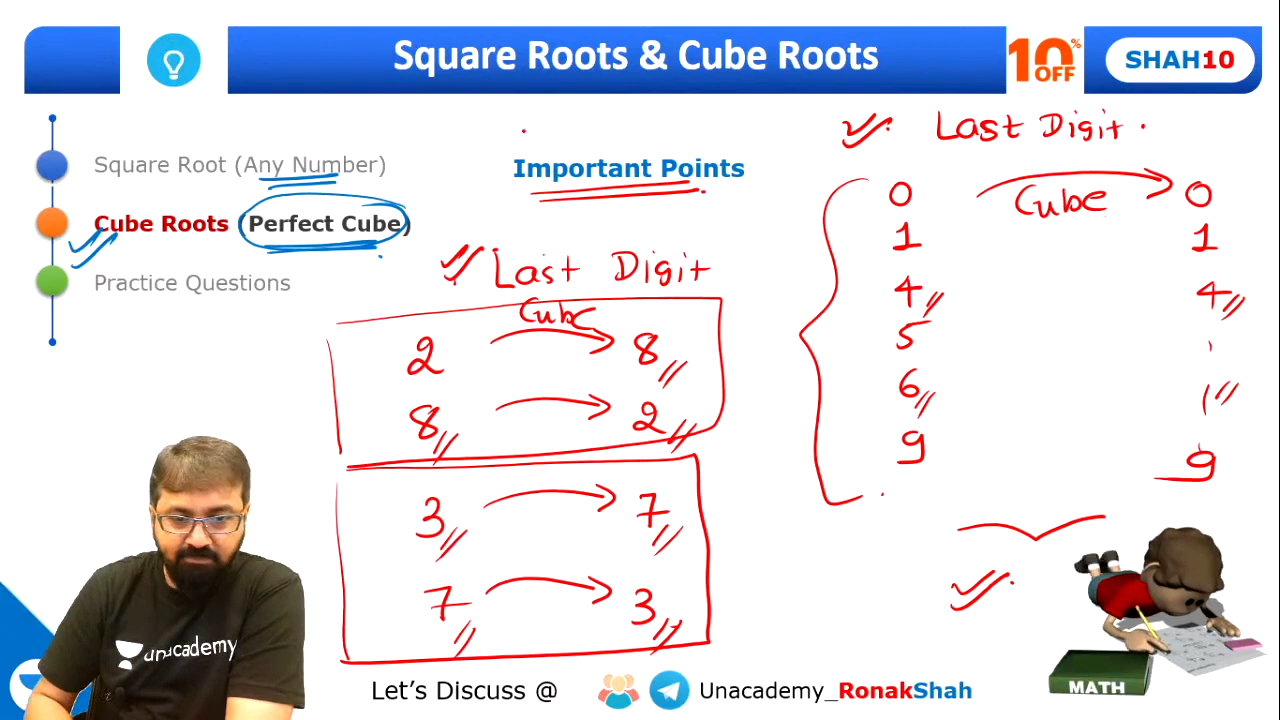 Square Roots & Cube Roots
10% OFF
SHAH10
Square Root (Any Number)
Cube Roots (Perfect Cube)
Practice Questions
Important Points
Last Digit
Cube
2 8
8 2
3 7
7 3
Last Digit
Cube
0 0
1 1
4 4
5
6
9 9
unacademy
MATH
Let's Discuss @
Unacademy_RonakShah